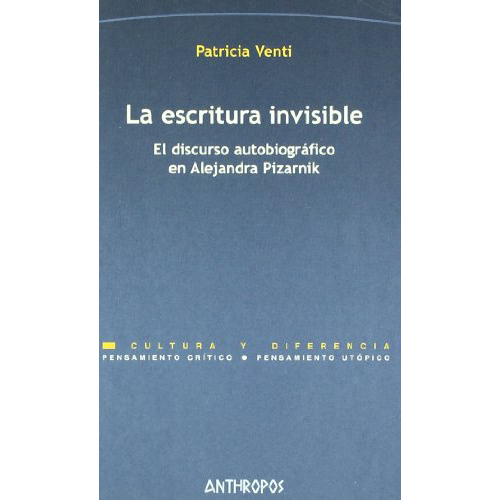 Patricia Venti
La escritura invisible
El discurso autobiográfico
en Alejandra Pizarnik
CULTURA Y DIFERENCIA
PENSAMIENTO CRÍTICO • PENSAMIENTO UTÓPICO
ANTHROPOS